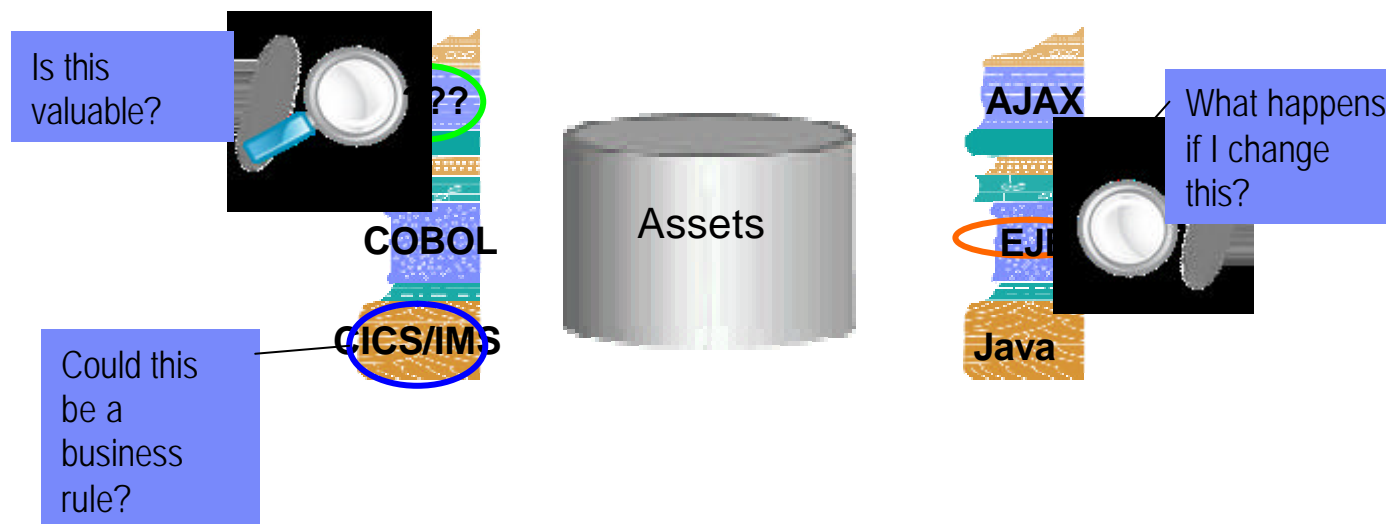 Is this
valuable?
???
COBOL
CICS/IMS
Could this
be a
business
rule?
Assets
AJAX
EJB
Java
What happens
if I change
this?